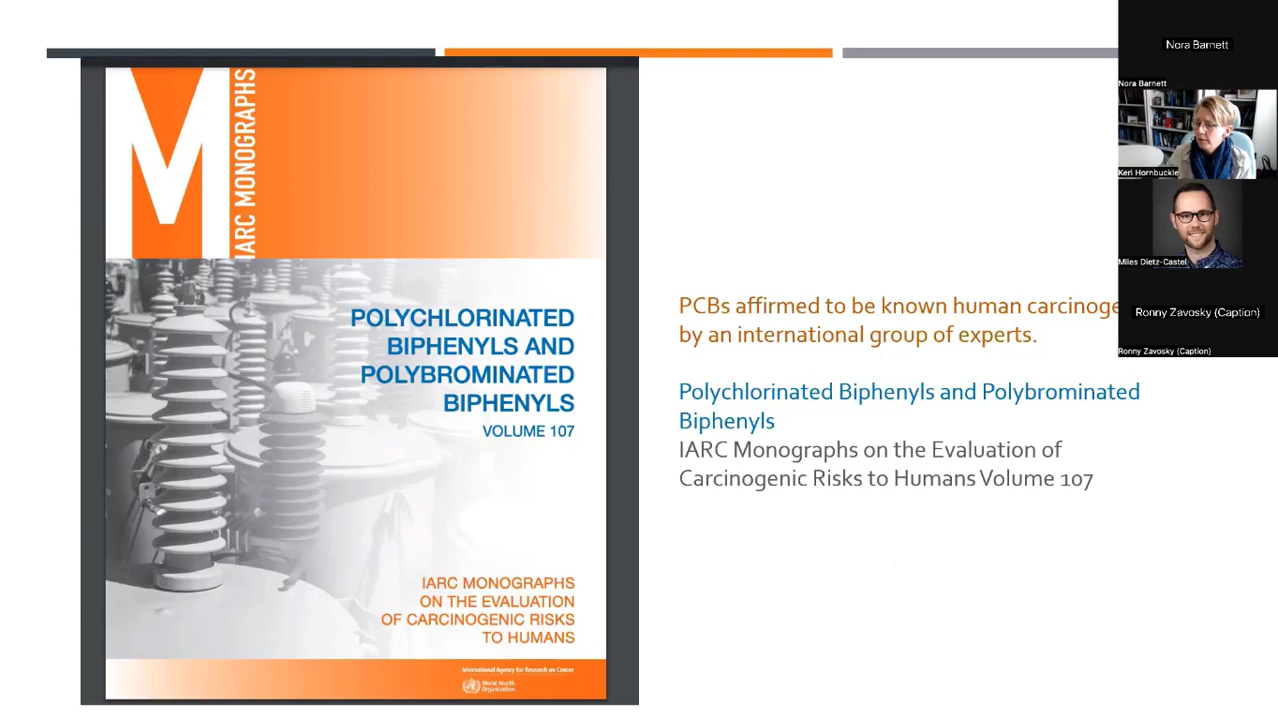 IARC MONOGRAPHS
POLYCHLORINATED
BIPHENYLS AND
POLYBROMINATED
BIPHENYLS
VOLUME 107
IARC MONOGRAPHS
ON THE EVALUATION
OF CARCINOGENIC RISKS
TO HUMANS
International Agency for Research on Cancer
World Health
Organization
PCBs affirmed to be known human carcinoge
by an international group of experts.
Polychlorinated Biphenyls and Polybrominated
Biphenyls
IARC Monographs on the Evaluation of
Carcinogenic Risks to Humans Volume 107
Nora Barnett
Nora Barnett
Keri Hornbuckle
Miles Dietz-Castel
Ronny Zavosky (Caption)
Ronny Zavosky (Caption)